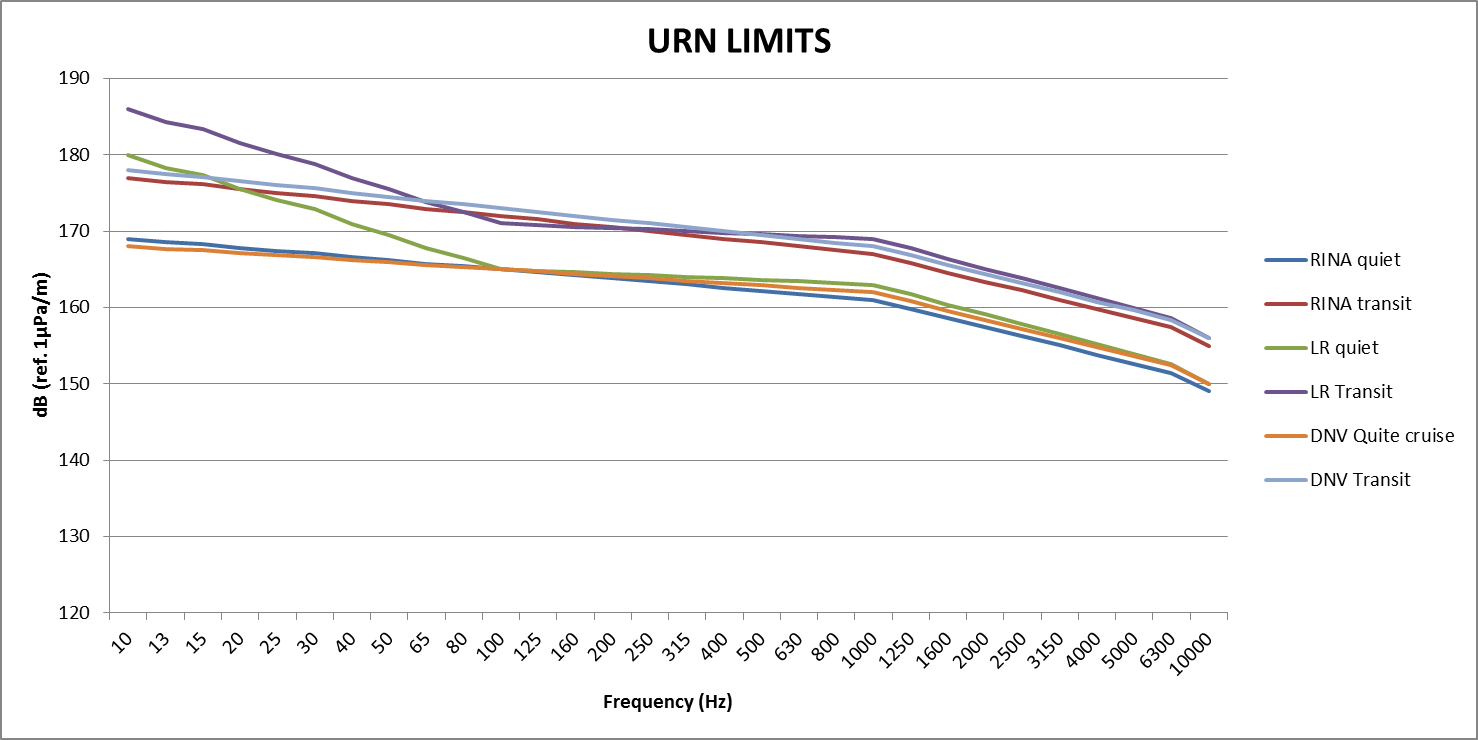 URN LIMITS
dB (ref. 1µPa/m)
190
180
170
160
150
140
130
120
10 13 15 20 25 30 40 50 65 80 100 125 160 200 250 315 400 500 630 800 1000 1250 1600 2000 2500 3150 4000 5000 6300 10000
Frequency (Hz)
RINA quiet
RINA transit
LR quiet
LR Transit
DNV Quite cruise
DNV Transit